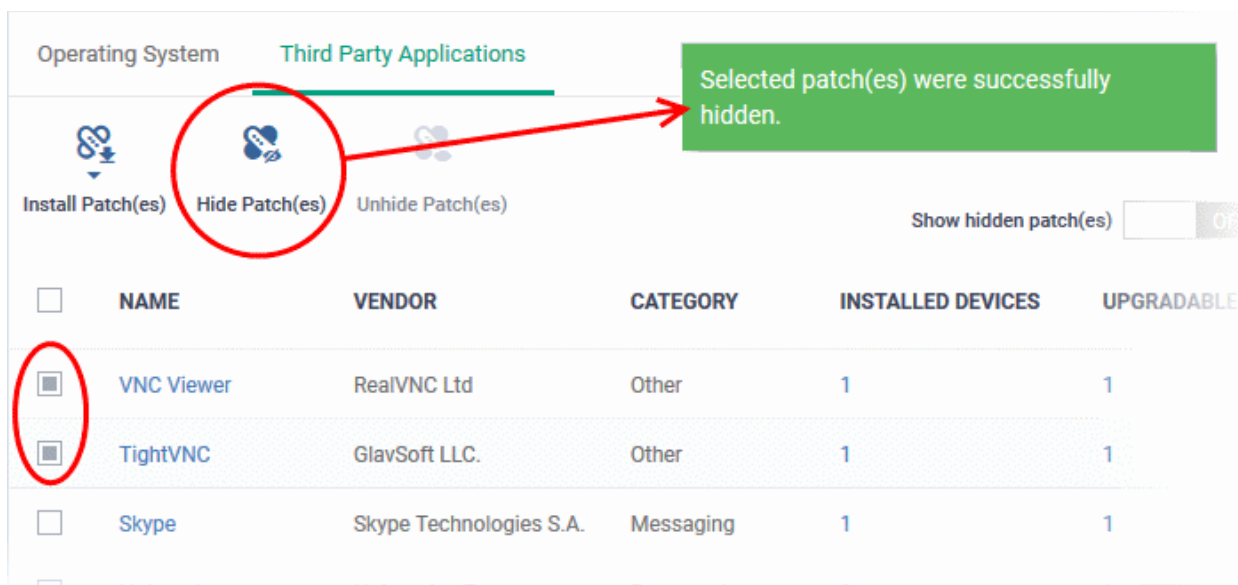 Operating System Third Party Applications
Selected patch(es) were successfully
hidden.
Install Patch(es) Hide Patch(es) Unhide Patch(es)
Show hidden patch(es)
NAME VENDOR CATEGORY INSTALLED DEVICES UPGRADABLE
VNC Viewer RealVNC Ltd Other 1 1
TightVNC GlavSoft LLC. Other 1 1
Skype Skype Technologies S.A. Messaging 1 1